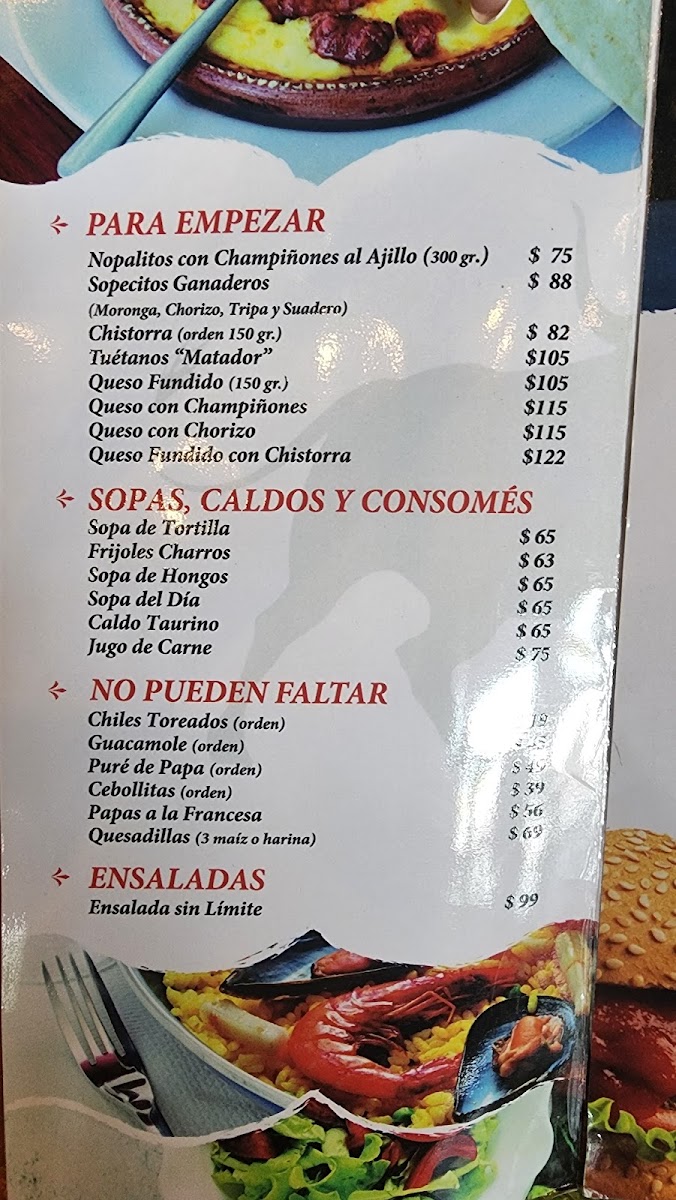 PARA EMPEZAR
Nopalitos con Champiñones al Ajillo (300 gr.) $ 75
Sopecitos Ganaderos $ 88
(Moronga, Chorizo, Tripa y Suadero)
Chistorra (orden 150 gr.) $ 82
Tuétanos “Matador” $105
Queso Fundido (150 gr.) $105
Queso con Champiñones $115
Queso con Chorizo $115
Queso Fundido con Chistorra $122
SOPAS, CALDOS Y CONSOMÉS
Sopa de Tortilla $ 65
Frijoles Charros $ 63
Sopa de Hongos $ 65
Sopa del Día $ 65
Caldo Taurino $ 65
Jugo de Carne $ 75
NO PUEDEN FALTAR
Chiles Toreados (orden)
Guacamole (orden)
Puré de Papa (orden) $ 49
Cebollitas (orden) $ 39
Papas a la Francesa $ 56
Quesadillas (3 maíz o harina) $ 69
ENSALADAS
Ensalada sin Límite $ 99